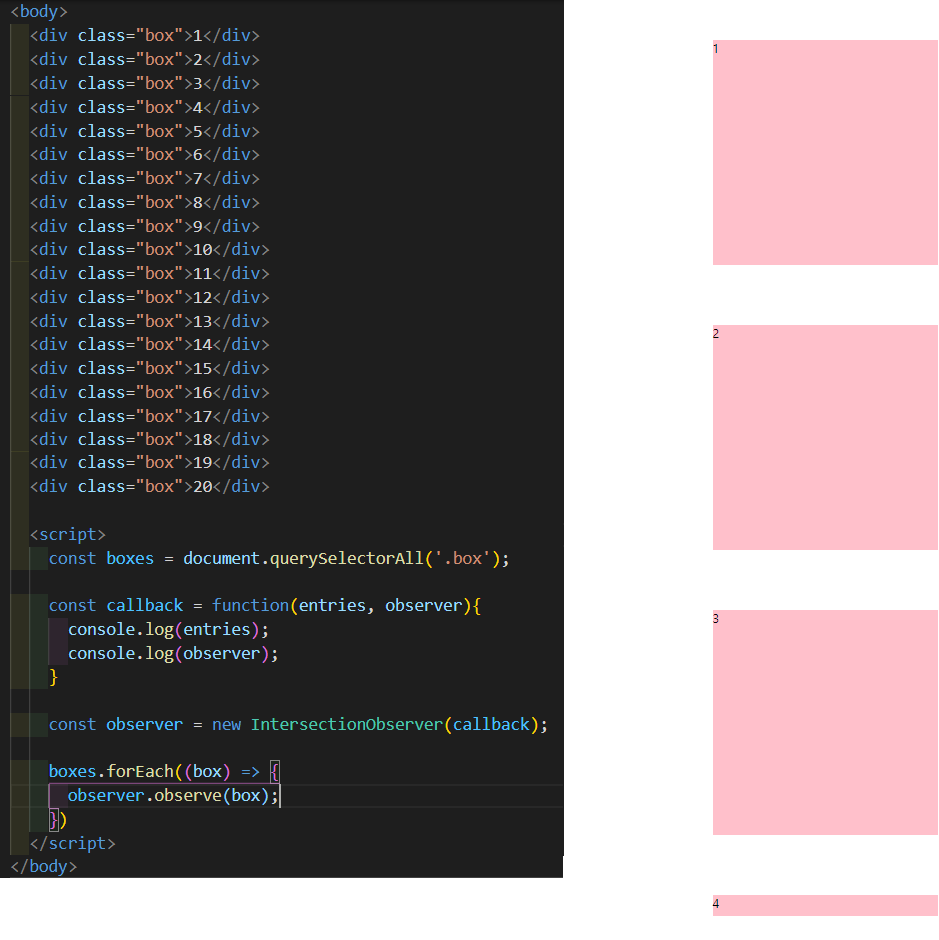 <body>
<div class="box">1</div>
<div class="box">2</div>
<div class="box">3</div>
<div class="box">4</div>
<div class="box">5</div>
<div class="box">6</div>
<div class="box">7</div>
<div class="box">8</div>
<div class="box">9</div>
<div class="box">10</div>
<div class="box">11</div>
<div class="box">12</div>
<div class="box">13</div>
<div class="box">14</div>
<div class="box">15</div>
<div class="box">16</div>
<div class="box">17</div>
<div class="box">18</div>
<div class="box">19</div>
<div class="box">20</div>
<script>
const boxes = document.querySelectorAll('.box');
const callback = function(entries, observer){
console.log(entries);
console.log(observer);
}
const observer = new IntersectionObserver(callback);
boxes.forEach((box) => {
observer.observe(box);
})
</script>
</body>
1
2
3
4